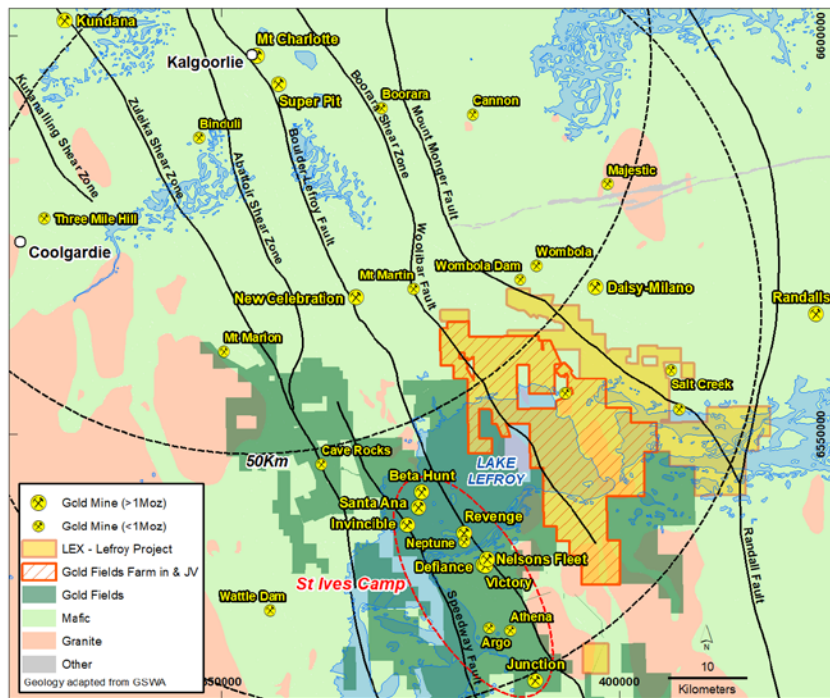 Kundana
Mt Charlotte
Kalgoorlie
Super Pit
Boorara
Cannon
Binduli
Kunanalling Shear Zone
Zuleika Shear Zone
Abattoir Shear Zone
Boulder-Lefroy Fault
Boorara Shear Zone
Mount Monger Fault
6600000
Majestic
Three Mile Hill
Coolgardie
Woolibar Fault
Wombola
Wombola Dam
Mt Martin
Daisy-Milano
New Celebration
Randalls
Mt Marion
Salt Creek
6550000
50Km
Cave Rocks
LAKE
LEFROY
Beta Hunt
Santa Ana
Invincible
Revenge
Neptune
Nelsons Fleet
Defiance
Victory
St Ives Camp
Speedway Fault
Randall Fault
Wattle Dam
Athena
Argo
Junction
Gold Mine (>1Moz)
Gold Mine (<1Moz)
LEX - Lefroy Project
Gold Fields Farm in & JV
Gold Fields
Mafic
Granite
Other
Geology adapted from GSWA
400000
N
10
Kilometers